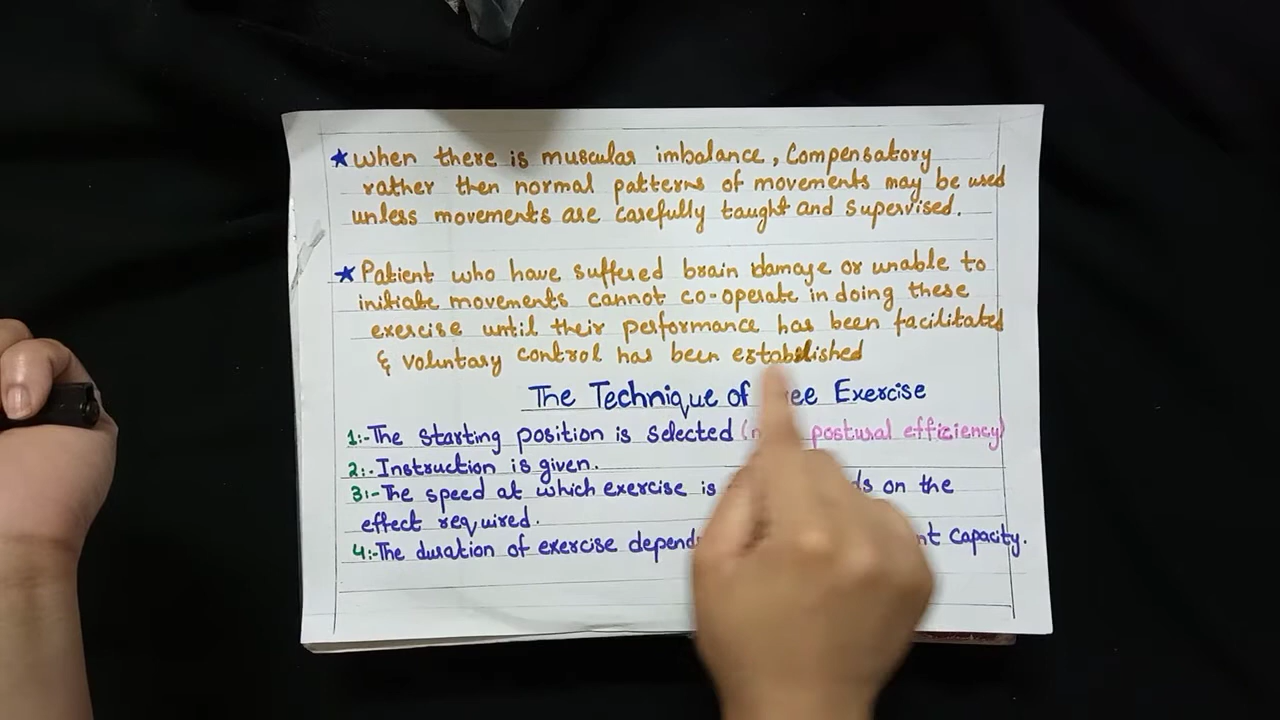 ★ When there is muscular imbalance, Compensatory
rather then normal patterns of movements may be used
unless movements are carefully taught and supervised.
★ Patient who have suffered brain damage or unable to
initiate movements cannot co-operate in doing these
exercise until their performance has been facilitated
& voluntary control has been established
The Technique of ree Exercise
1:- The starting position is selected ( postural efficiency)
2:- Instruction is given.
3:- The speed at which exercise is on the
effect required.
4:- The duration of exercise depend capacity.